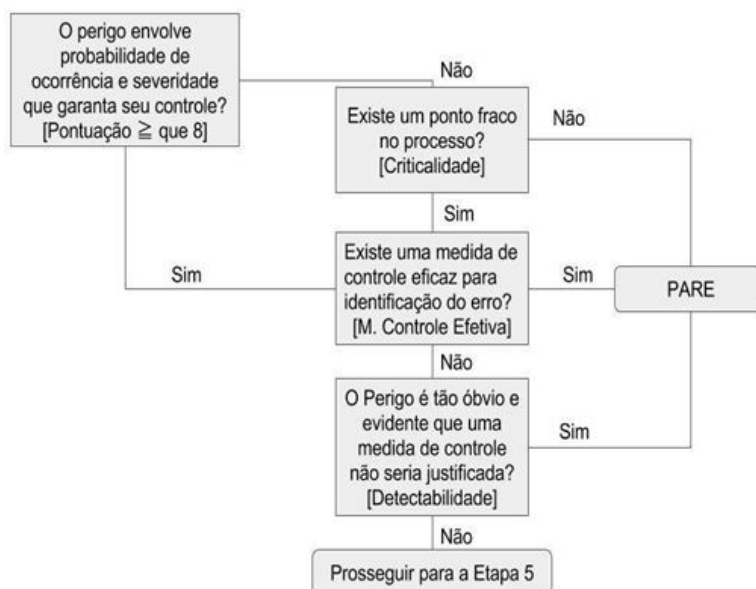 O perigo envolve
probabilidade de
ocorrência e severidade
que garanta seu controle?
[Pontuação ≧ que 8]
Não
Existe um ponto fraco
no processo?
[Criticalidade]
Não
Sim
Sim
Existe uma medida de
controle eficaz para
identificação do erro?
[M. Controle Efetiva]
Sim
PARE
Não
O Perigo é tão óbvio e
evidente que uma
medida de controle
não seria justificada?
[Detectabilidade]
Sim
Não
Prosseguir para a Etapa 5